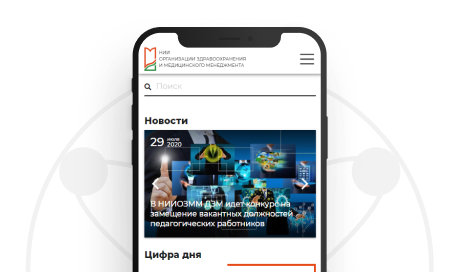 НИИ
ОРГАНИЗАЦИИ ЗДРАВООХРАНЕНИЯ
И МЕДИЦИНСКОГО МЕНЕДЖМЕНТА
Поиск
Новости
29 июля 2020
В НИИОЗММ ДЗМ идет конкурс на
замещение вакантных должностей
педагогических работников
Цифра дня